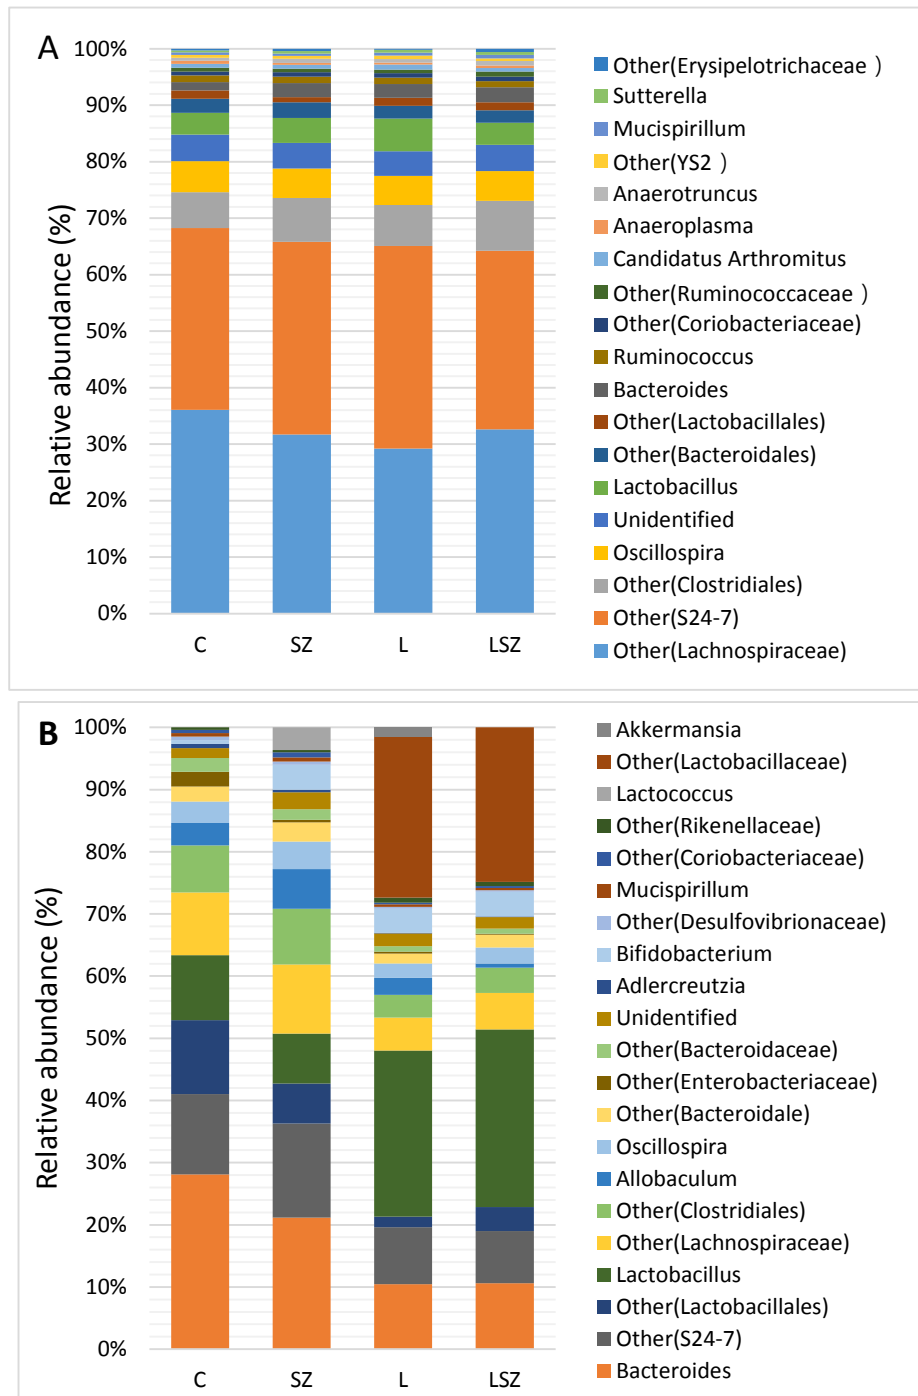 A
Relative abundance (%)
100%
90%
80%
70%
60%
50%
40%
30%
20%
10%
0%
C SZ L LSZ
Other(Erysipelotrichaceae )
Sutterella
Mucispirillum
Other(YS2 )
Anaerotruncus
Anaeroplasma
Candidatus Arthromitus
Other(Ruminococcaceae )
Other(Coriobacteriaceae)
Ruminococcus
Bacteroides
Other(Lactobacillales)
Other(Bacteroidales)
Lactobacillus
Unidentified
Oscillospira
Other(Clostridiales)
Other(S24-7)
Other(Lachnospiraceae)
B
Relative abundance (%)
100%
90%
80%
70%
60%
50%
40%
30%
20%
10%
0%
C SZ L LSZ
Akkermansia
Other(Lactobacillaceae)
Lactococcus
Other(Rikenellaceae)
Other(Coriobacteriaceae)
Mucispirillum
Other(Desulfovibrionaceae)
Bifidobacterium
Adlercreutzia
Unidentified
Other(Bacteroidaceae)
Other(Enterobacteriaceae)
Other(Bacteroidale)
Oscillospira
Allobaculum
Other(Clostridiales)
Other(Lachnospiraceae)
Lactobacillus
Other(Lactobacillales)
Other(S24-7)
Bacteroides